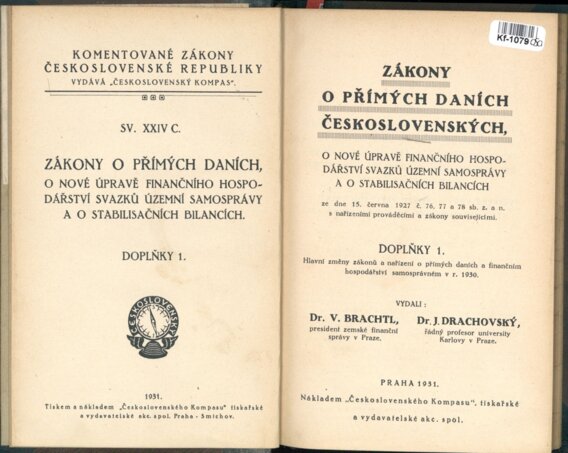 KOMENTOVANÉ ZÁKONY
ČESKOSLOVENSKÉ REPUBLIKY
VYDÁVÁ „ČESKOSLOVENSKÝ KOMPAS“.
SV. XXIV C.
ZÁKONY O PŘÍMÝCH DANÍCH,
O NOVÉ ÚPRAVĚ FINANČNÍHO HOSPO-
DÁŘSTVÍ SVAZKŮ ÚZEMNÍ SAMOSPRÁVY
A O STABILISAČNÍCH BILANCÍCH.
DOPLŇKY 1.
ČESKOSLOVENSKÝ
1931.
Tiskem a nákladem „Československého Kompasu“ tiskařské
a vydavatelské akc. spol. Praha - Smíchov.
Kf-1079
ZÁKONY
O PŘÍMÝCH DANÍCH
ČESKOSLOVENSKÝCH,
O NOVÉ ÚPRAVĚ FINANČNÍHO HOSPO-
DÁŘSTVÍ SVAZKŮ ÚZEMNÍ SAMOSPRÁVY
A O STABILISAČNÍCH BILANCÍCH
ze dne 15. června 1927 č. 76, 77 a 78 sb. z. a n.
s nařízeními prováděcími a zákony souvisejícími.
DOPLŇKY 1.
Hlavní změny zákonů a nařízení o přímých daních a finančním
hospodářství samosprávném v r. 1930.
VYDALI :
Dr. V. BRACHTL, Dr. J. DRACHOVSKÝ,
president zemské finanční řádný profesor university
správy v Praze. Karlovy v Praze.
PRAHA 1931.
Nákladem „Československého Kompasu“, tiskařské
a vydavatelské akc. spol.